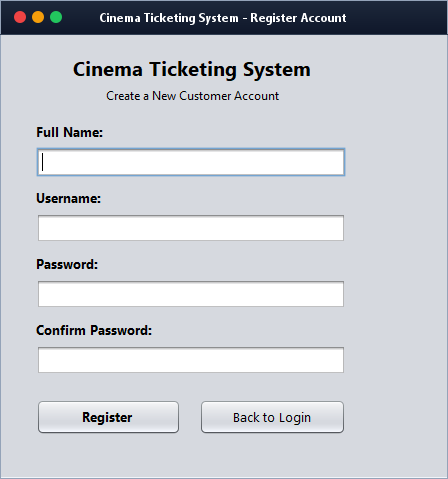 Cinema Ticketing System - Register Account
Cinema Ticketing System
Create a New Customer Account
Full Name:
Username:
Password:
Confirm Password:
Register
Back to Login